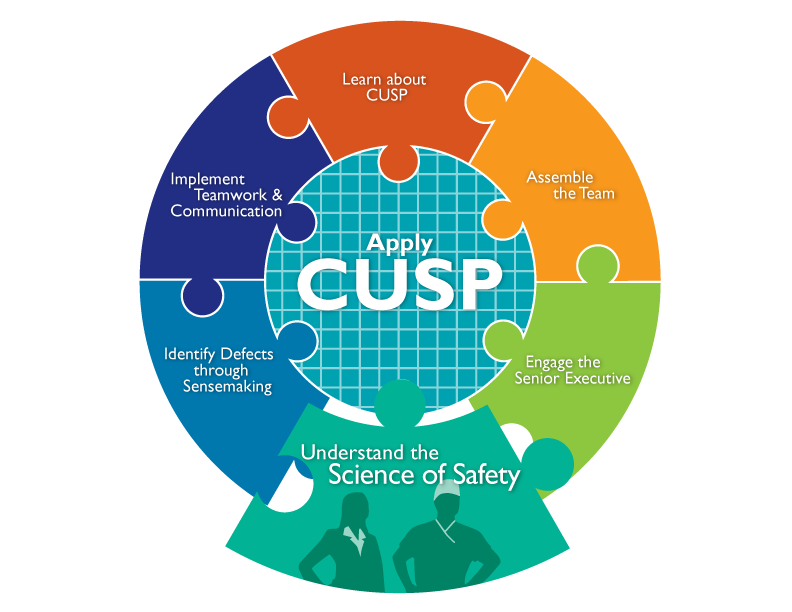 Learn about
CUSP
Assemble
the Team
Engage the
Senior Executive
Understand the
Science of Safety
Identify Defects
through
Sensemaking
Implement
Teamwork &
Communication
Apply
CUSP